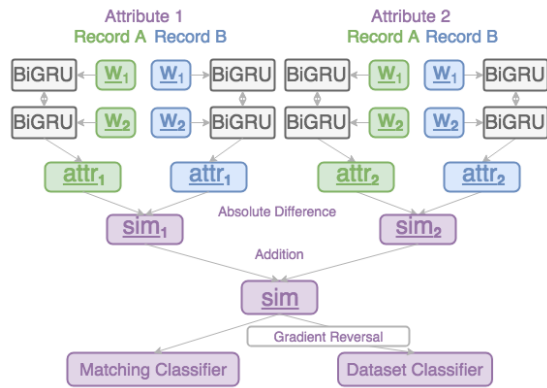 Attribute 1 Attribute 2
Record A Record B Record A Record B
BiGRU w1 w1 BiGRU BiGRU w1 w1 BiGRU
BiGRU w2 w2 BiGRU BiGRU w2 w2 BiGRU
attr1 attr1 attr2 attr2
Absolute Difference
sim1 sim2
Addition
sim
Gradient Reversal
Matching Classifier Dataset Classifier